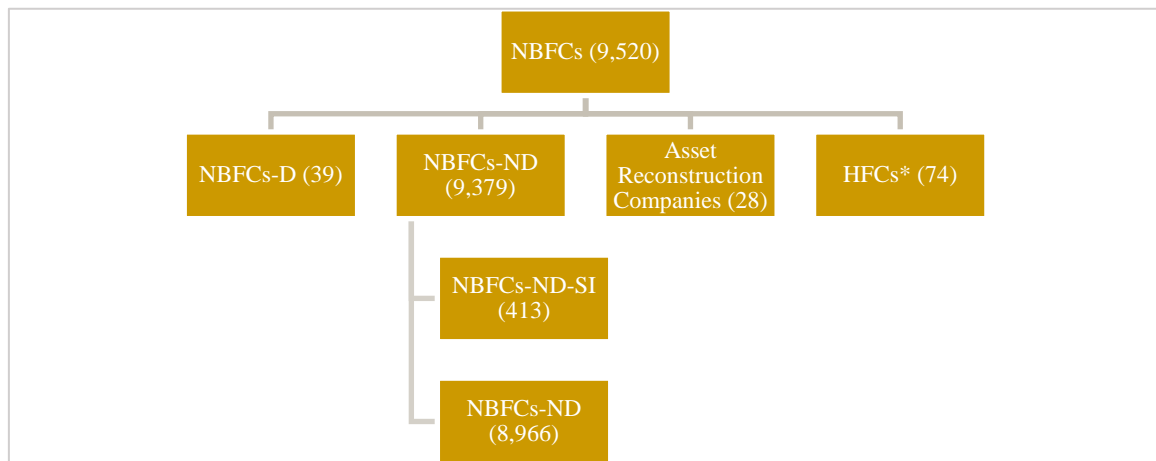 NBFCs (9,520)
NBFCs-D (39)
NBFCs-ND
(9,379)
Asset
Reconstruction
Companies (28)
HFCs* (74)
NBFCs-ND-SI
(413)
NBFCs-ND
(8,966)